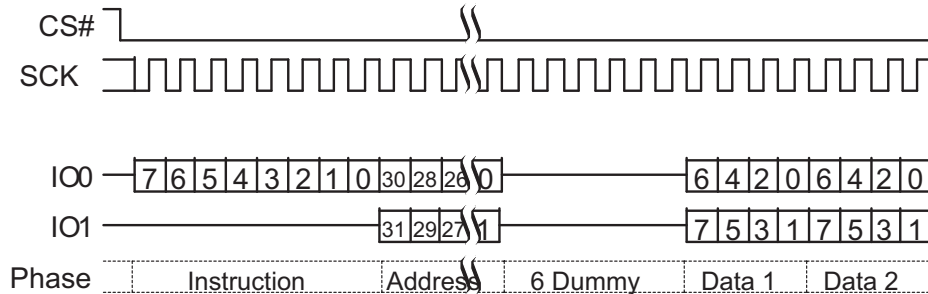 CS#
SCK
IO0 7 6 5 4 3 2 1 0 30 28 26 0 6 4 2 0 6 4 2 0
IO1 31 29 27 1 7 5 3 1 7 5 3 1
Phase Instruction Address 6 Dummy Data 1 Data 2